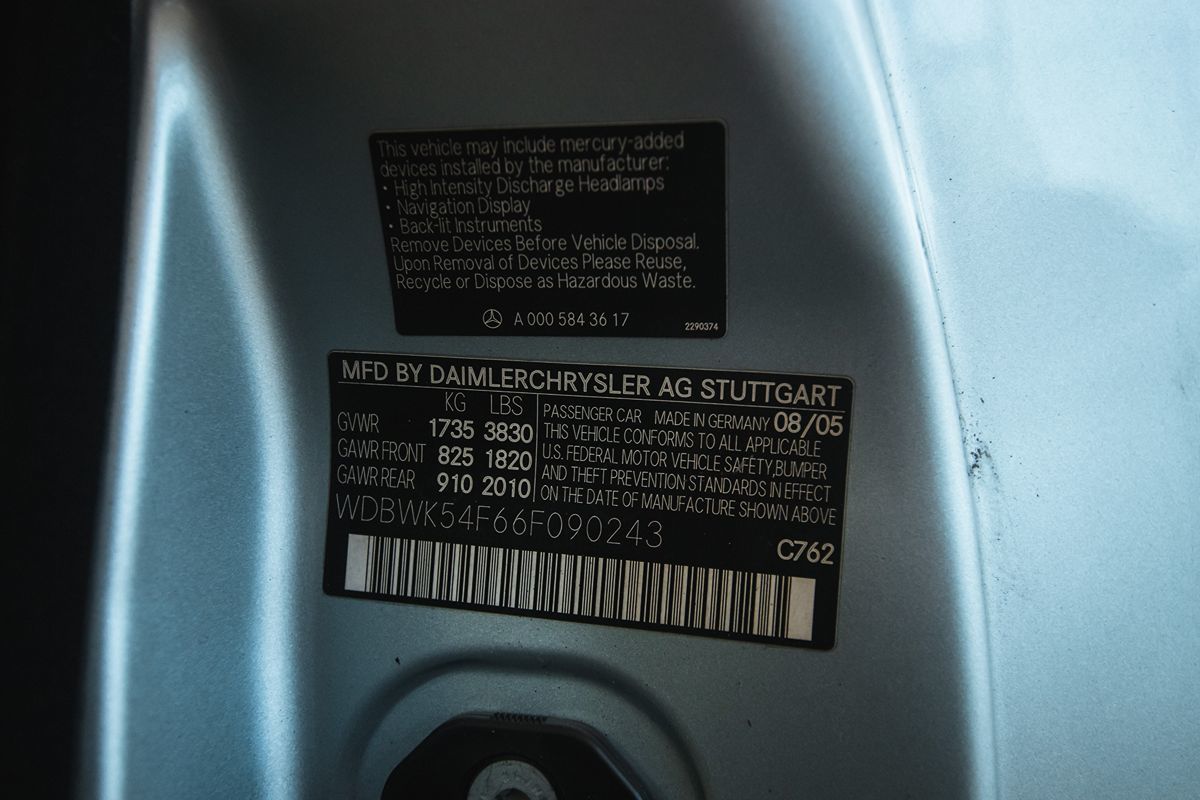 This vehicle may include mercury-added
devices installed by the manufacturer:
• High Intensity Discharge Headlamps
• Navigation Display
• Back-lit Instruments
Remove Devices Before Vehicle Disposal.
Upon Removal of Devices Please Reuse,
Recycle or Dispose as Hazardous Waste.
A 000 584 36 17
2290374
MFD BY DAIMLERCHRYSLER AG STUTTGART
KG LBS
GVWR 1735 3830
GAWR FRONT 825 1820
GAWR REAR 910 2010
PASSENGER CAR MADE IN GERMANY 08/05
THIS VEHICLE CONFORMS TO ALL APPLICABLE
U.S. FEDERAL MOTOR VEHICLE SAFETY,BUMPER
AND THEFT PREVENTION STANDARDS IN EFFECT
ON THE DATE OF MANUFACTURE SHOWN ABOVE
WDBWK54F66F090243
C762